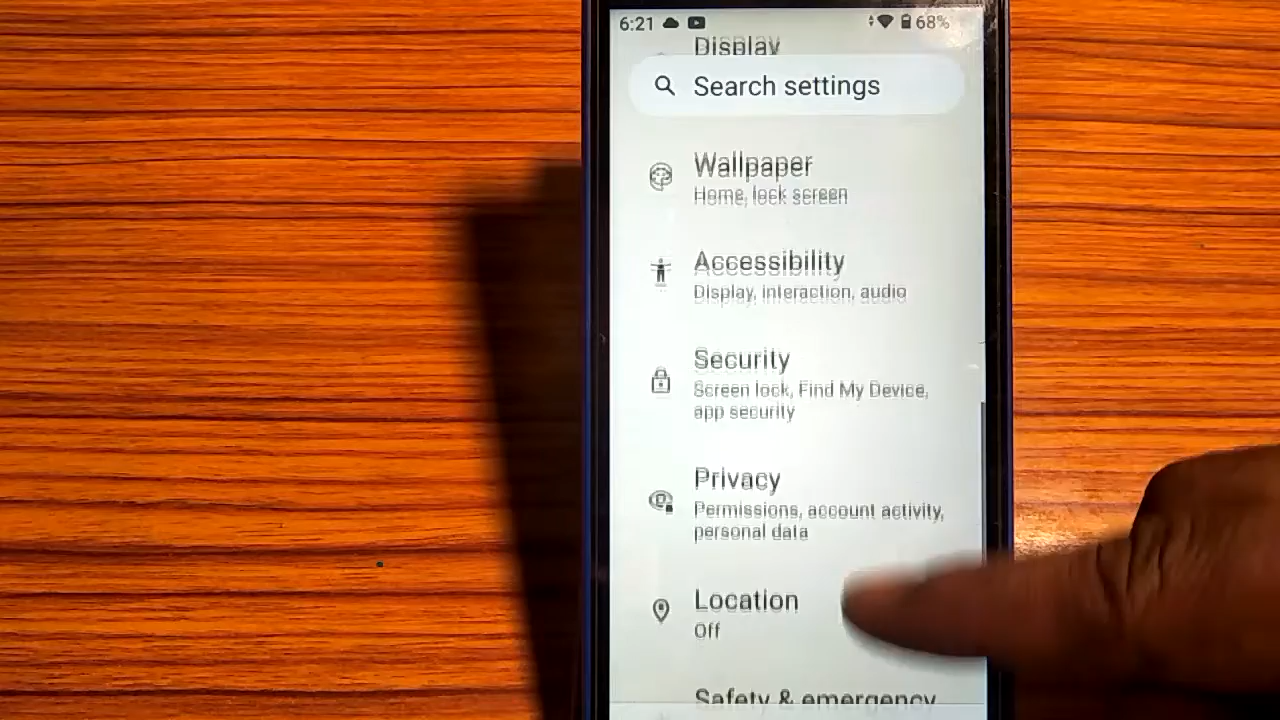 6:21 68%
Display
Search settings
Wallpaper
Home, lock screen
Accessibility
Display, interaction, audio
Security
Screen lock, Find My Device,
app security
Privacy
Permissions, account activity,
personal data
Location
Off
Safety & emergency